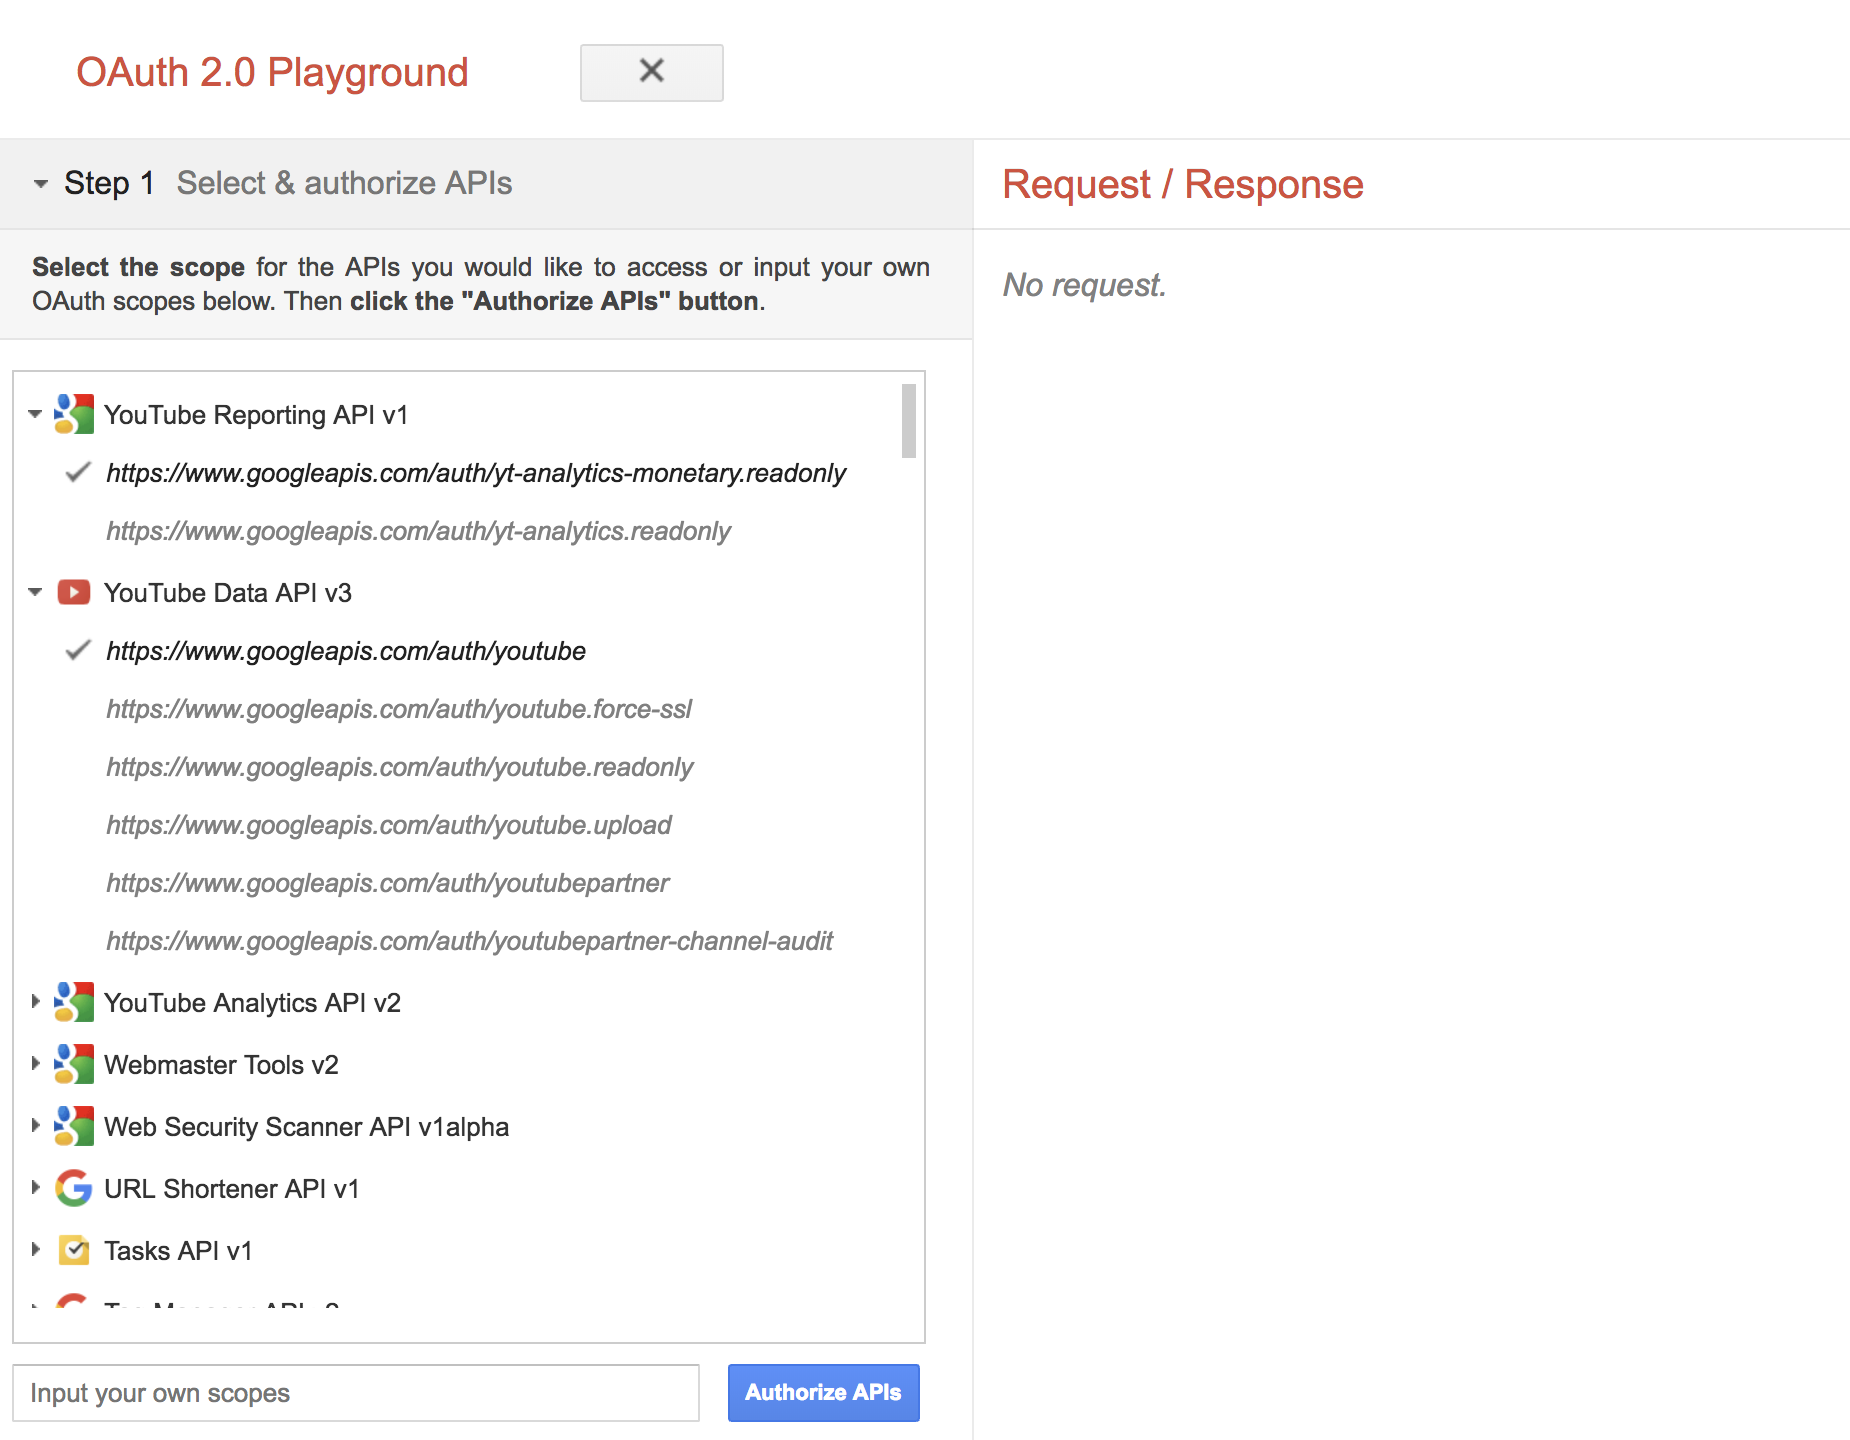 OAuth 2.0 Playground
Step 1 Select & authorize APIs
Select the scope for the APIs you would like to access or input your own
OAuth scopes below. Then click the "Authorize APIs" button.
YouTube Reporting API v1
https://www.googleapis.com/auth/yt-analytics-monetary.readonly
https://www.googleapis.com/auth/yt-analytics.readonly
YouTube Data API v3
https://www.googleapis.com/auth/youtube
https://www.googleapis.com/auth/youtube.force-ssl
https://www.googleapis.com/auth/youtube.readonly
https://www.googleapis.com/auth/youtube.upload
https://www.googleapis.com/auth/youtubepartner
https://www.googleapis.com/auth/youtubepartner-channel-audit
YouTube Analytics API v2
Webmaster Tools v2
Web Security Scanner API v1alpha
URL Shortener API v1
Tasks API v1
Input your own scopes
Authorize APIs
Request / Response
No request.